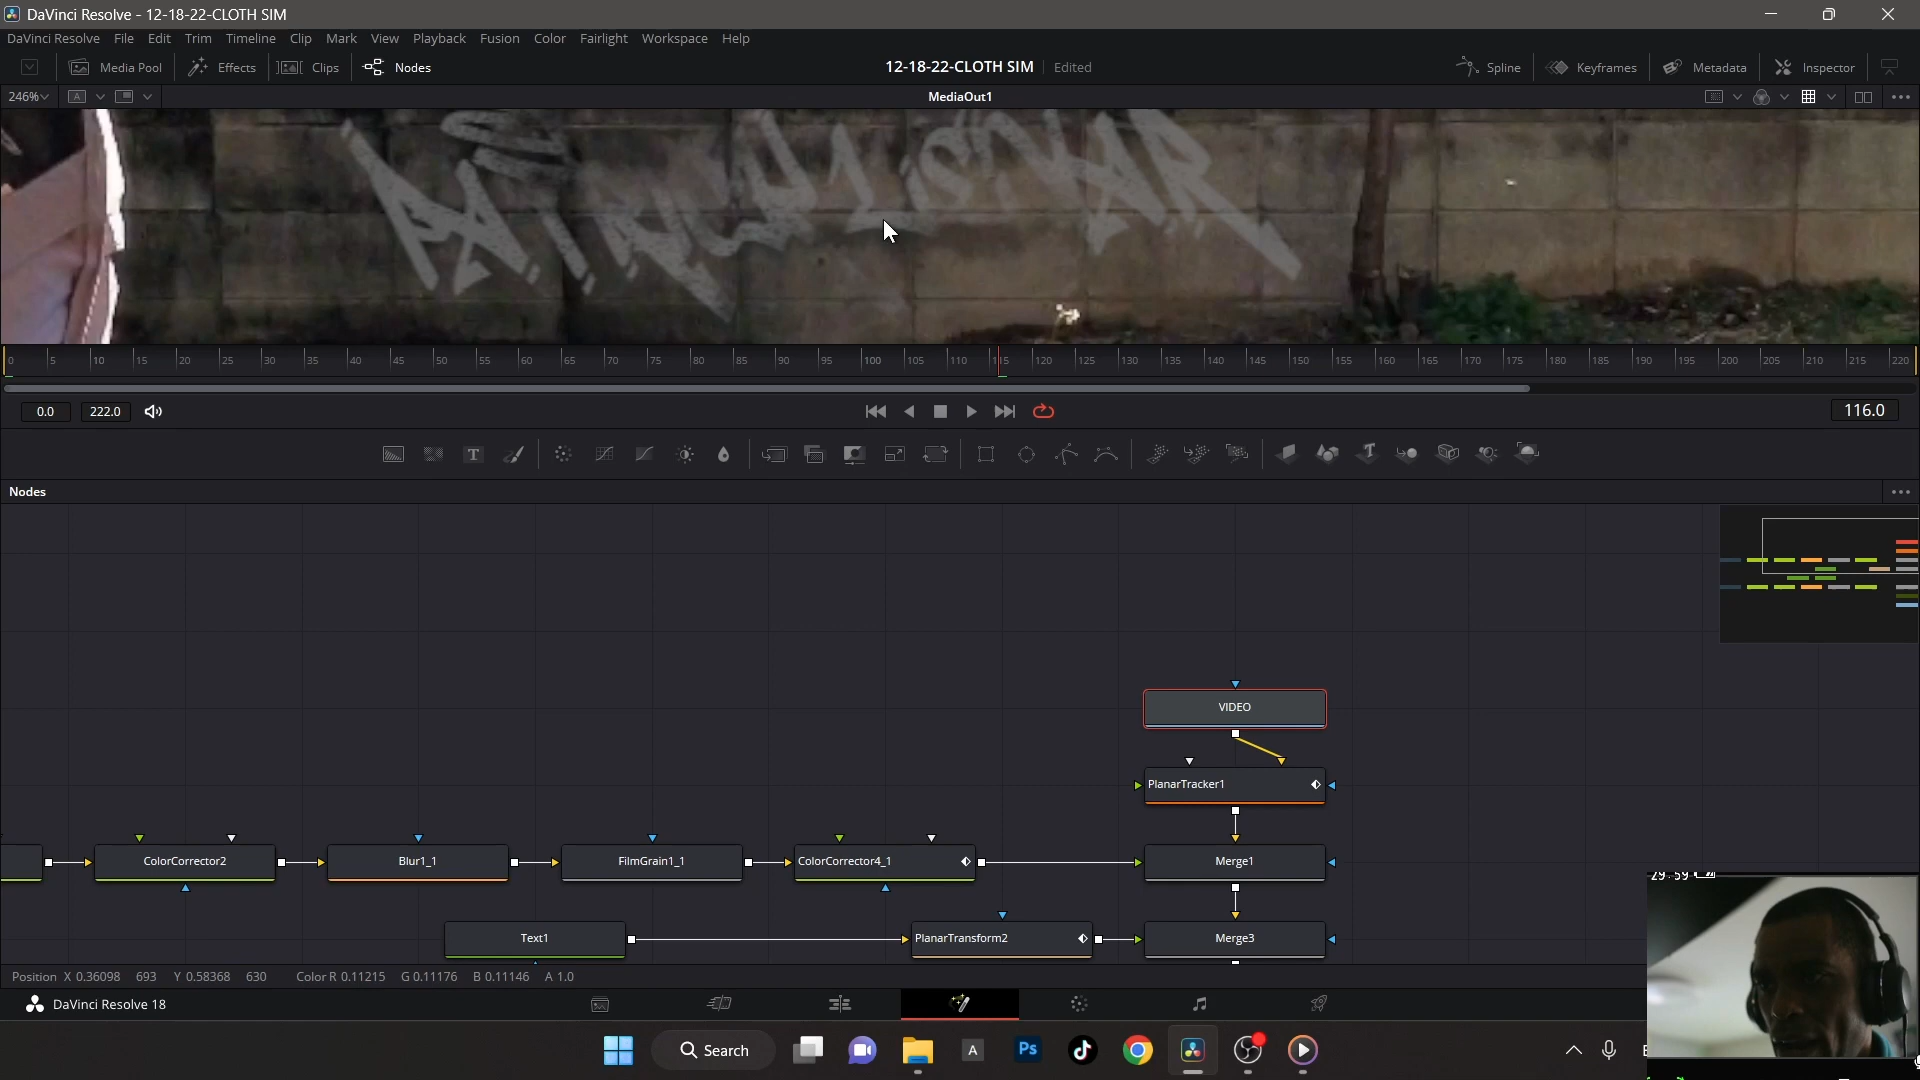 DaVinci Resolve - 12-18-22-CLOTH SIM
DaVinci Resolve File Edit Trim Timeline Clip Mark View Playback Fusion Color Fairlight Workspace Help
Media Pool Effects Clips Nodes 12-18-22-CLOTH SIM Edited Spline Keyframes Metadata Inspector
246% A MediaOut1
0 5 10 15 20 25 30 35 40 45 50 55 60 65 70 75 80 85 90 95 100 105 110 115 120 125 130 135 140 145 150 155 160 165 170 175 180 185 190 195 200 205 210 215 220
0.0 222.0 116.0
T T
Nodes
VIDEO
PlanarTracker1
ColorCorrector2 Blur1_1 FilmGrain1_1 ColorCorrector4_1 Merge1
29:59
Text1 PlanarTransform2 Merge3
Position X 0.36098 693 Y 0.58368 630 Color R 0.11215 G 0.11176 B 0.11146 A 1.0
DaVinci Resolve 18
Search A Ps